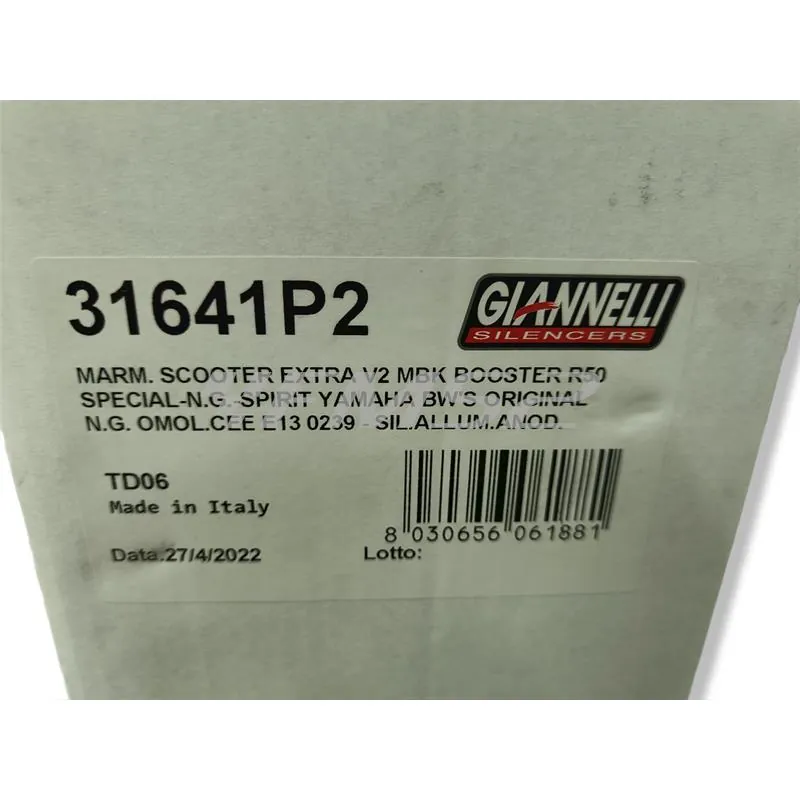 31641P2
GIANNELLI
SILENCERS
MARM. SCOOTER EXTRA V2 MBK BOOSTER R50
SPECIAL-N.G.-SPIRIT YAMAHA BW'S ORIGINAL
N.G. OMOL.CEE E13 0239 - SIL.ALLUM.ANOD.
TD06
Made in Italy
8 030656 061881
Data.27/4/2022
Lotto: